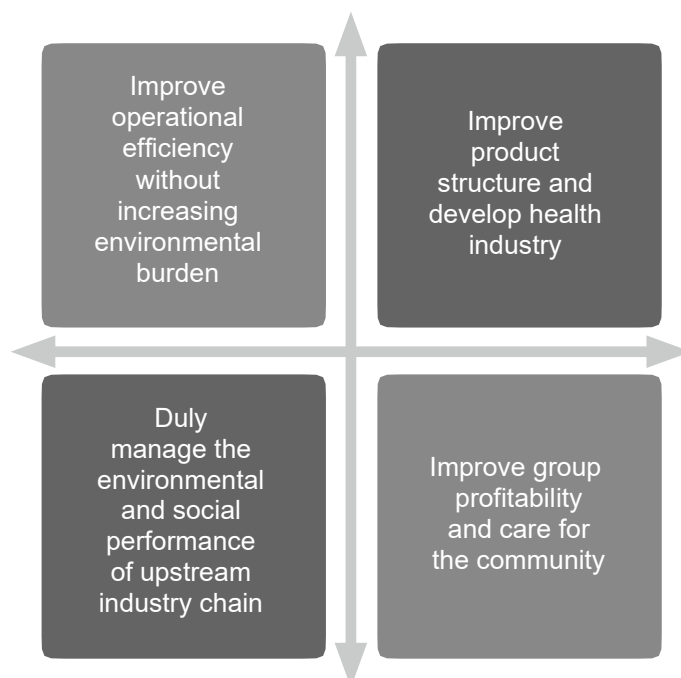 Improve
operational
efficiency
without
increasing
environmental
burden
Improve
product
structure and
develop health
industry
Duly
manage the
environmental
and social
performance
of upstream
industry chain
Improve group
profitability
and care for
the community